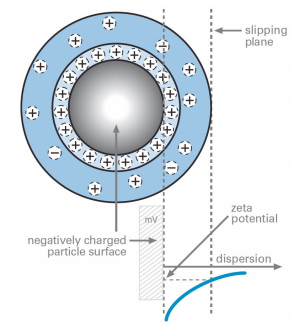 slipping
plane
zeta
potential
mV
negatively charged
particle surface
dispersion